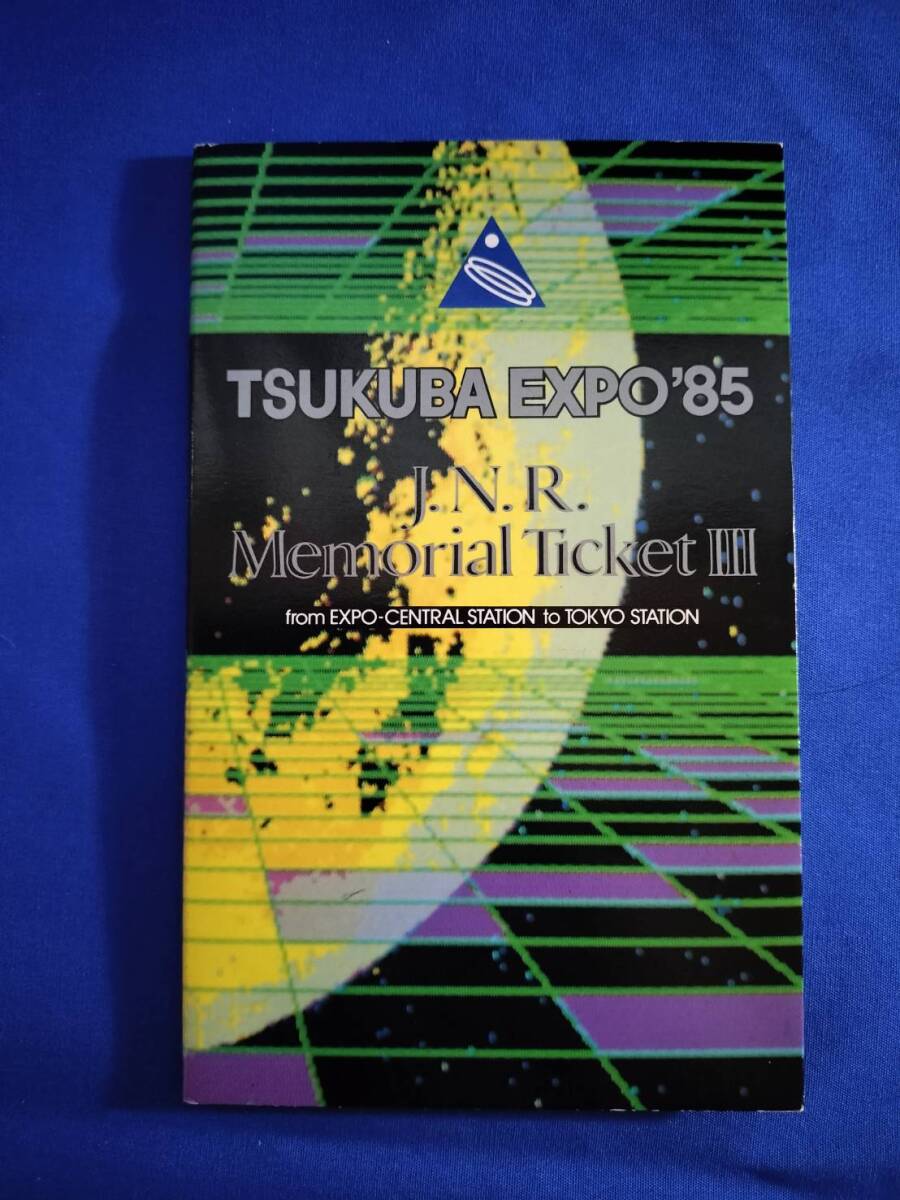 TSUKUBA EXPO'85
J.N.R.
Memorial Ticket III
from EXPO-CENTRAL STATION to TOKYO STATION